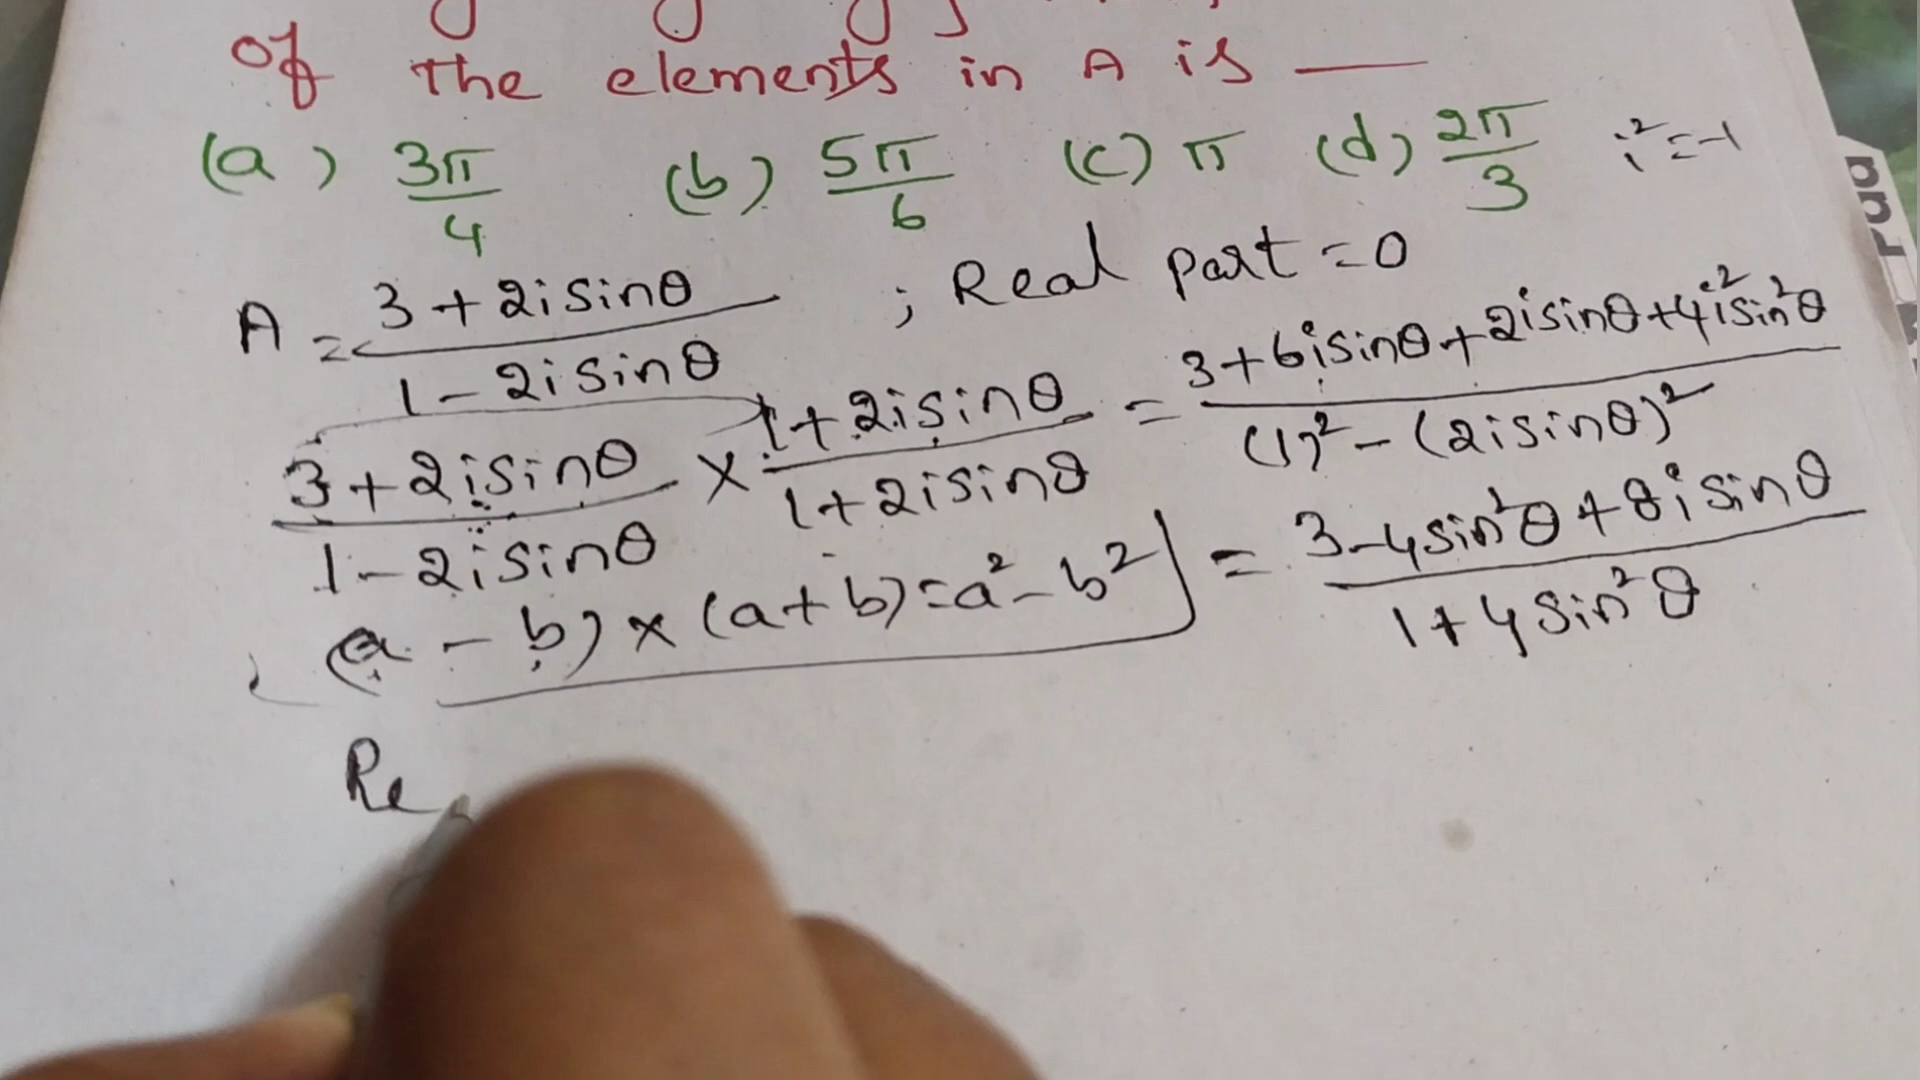 of the elements in A is ___
(a) 3π/4 (b) 5π/6 (c) π (d) 2π/3 i²=-1
A = (3+2i sinθ)/(1-2i sinθ) ; Real part = 0
(3+2i sinθ)/(1-2i sinθ) × (1+2i sinθ)/(1+2i sinθ) = (3+6i sinθ+2i sinθ+4i² sin²θ)/((1)²-(2i sinθ)²)
(a-b)×(a+b)=a²-b²] = (3-4sin²θ+8i sinθ)/(1+4sin²θ)
Re